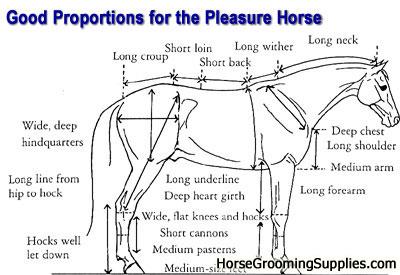 Good Proportions for the Pleasure Horse
Long croup
Short loin
Short back
Long wither
Long neck
Wide, deep
hindquarters
Deep chest
Long shoulder
Medium arm
Long line from
hip to hock
Long underline
Deep heart girth
Long forearm
Wide, flat knees and hocks
Hocks well
let down
Short cannons
Medium pasterns
Medium-size feet
HorseGroomingSupplies.com